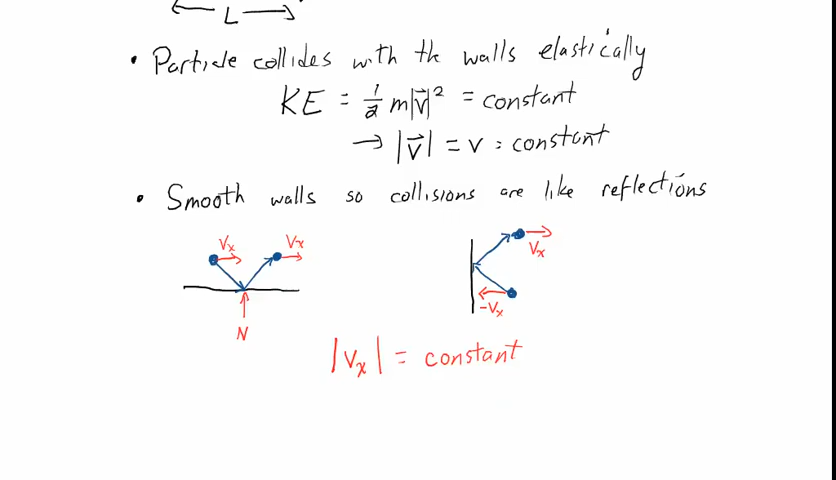 L
• Particle collides with the walls elastically
KE = 1/2 m|v⃗|² = constant
→ |v⃗| = v = constant
• Smooth walls so collisions are like reflections
Vx Vx Vx
-Vx
N
|Vx| = constant